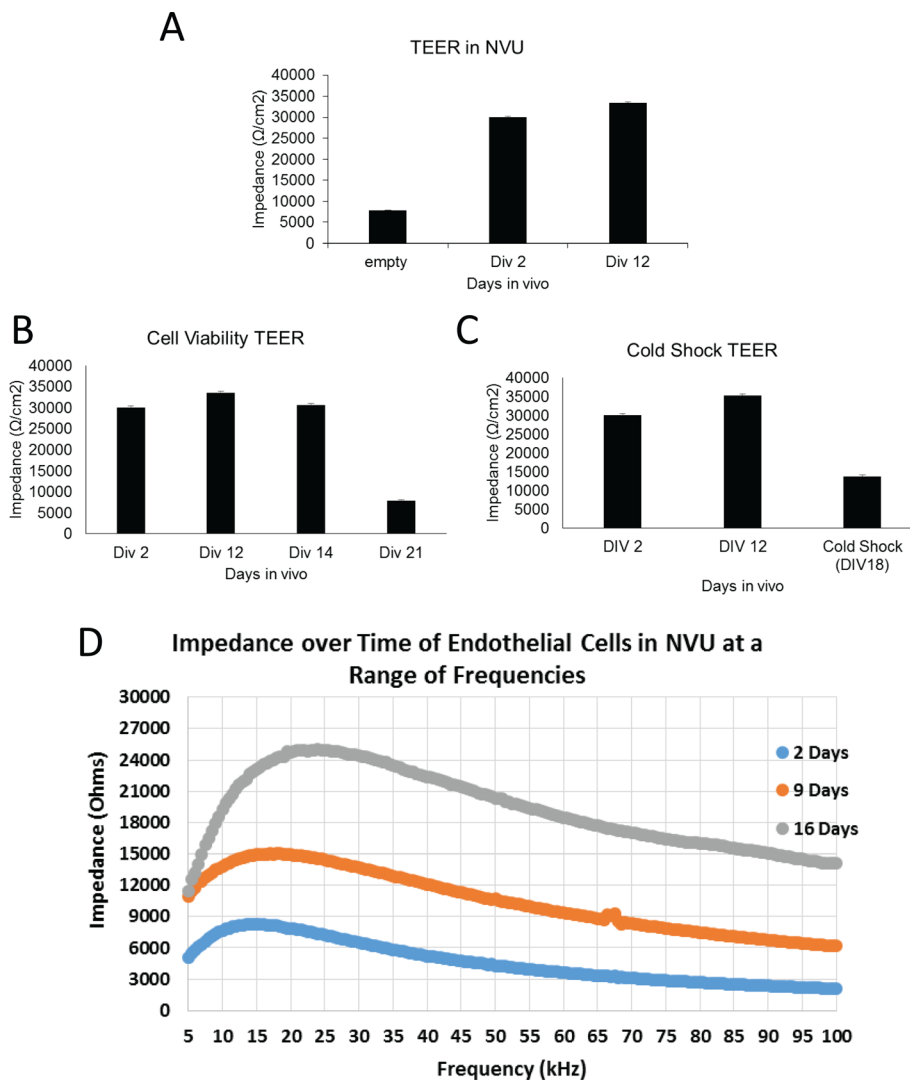 A
TEER in NVU
Impedance (Ω/cm2)
40000
35000
30000
25000
20000
15000
10000
5000
0
empty Div 2 Div 12
Days in vivo
B
Cell Viability TEER
Impedance (Ω/cm2)
40000
35000
30000
25000
20000
15000
10000
5000
0
Div 2 Div 12 Div 14 Div 21
Days in vivo
C
Cold Shock TEER
Impedance (Ω/cm2)
40000
35000
30000
25000
20000
15000
10000
5000
0
DIV 2 DIV 12 Cold Shock
(DIV18)
Days in vivo
D
Impedance over Time of Endothelial Cells in NVU at a
Range of Frequencies
Impedance (Ohms)
30000
27000
24000
21000
18000
15000
12000
9000
6000
3000
0
2 Days
9 Days
16 Days
5 10 15 20 25 30 35 40 45 50 55 60 65 70 75 80 85 90 95 100
Frequency (kHz)